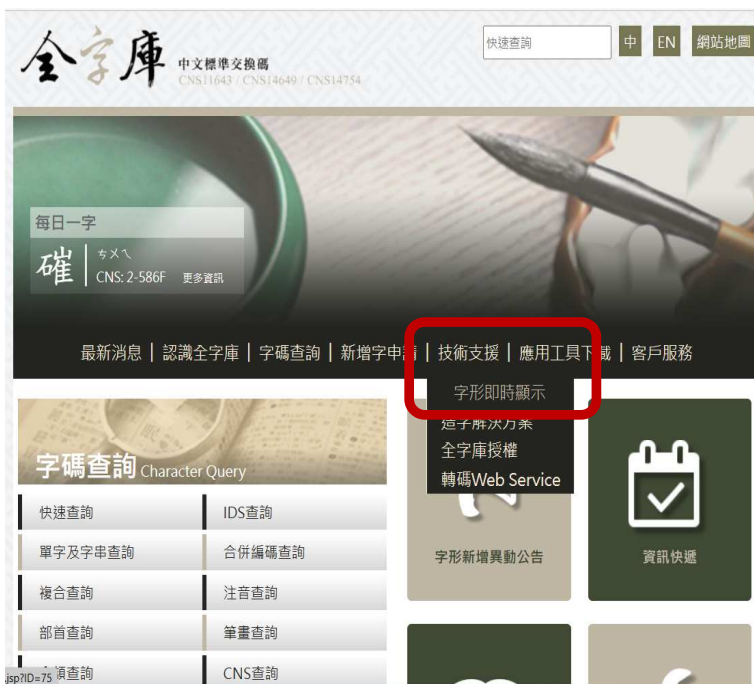 全字庫 中文標準交換碼
CNS11643 / CNS14649 / CNS14754
快速查詢 中 EN 網站地圖
每日一字
確 ㄘㄨㄟ
CNS: 2-586F 更多資訊
最新消息 | 認識全字庫 | 字碼查詢 | 新增字申請 | 技術支援 | 應用工具下載 | 客戶服務
字形即時顯示
造字解決方案
全字庫授權
轉碼Web Service
字碼查詢 Character Query
快速查詢 IDS查詢
單字及字串查詢 合併編碼查詢
複合查詢 注音查詢
部首查詢 筆畫查詢
查詢 CNS查詢
字形新增異動公告
資訊快遞
.jsp?ID=75